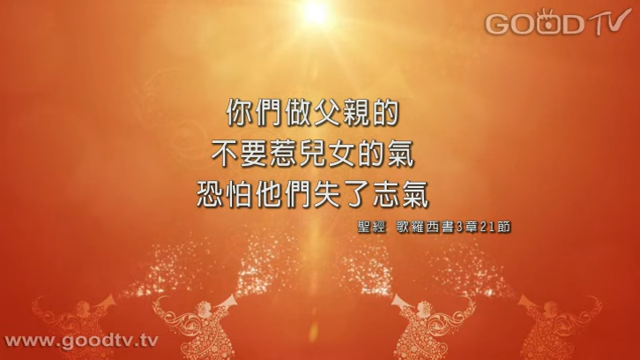 GOOD TV
你們做父親的
不要惹兒女的氣
恐怕他們失了志氣
聖經 歌羅西書3章21節
www.goodtv.tv